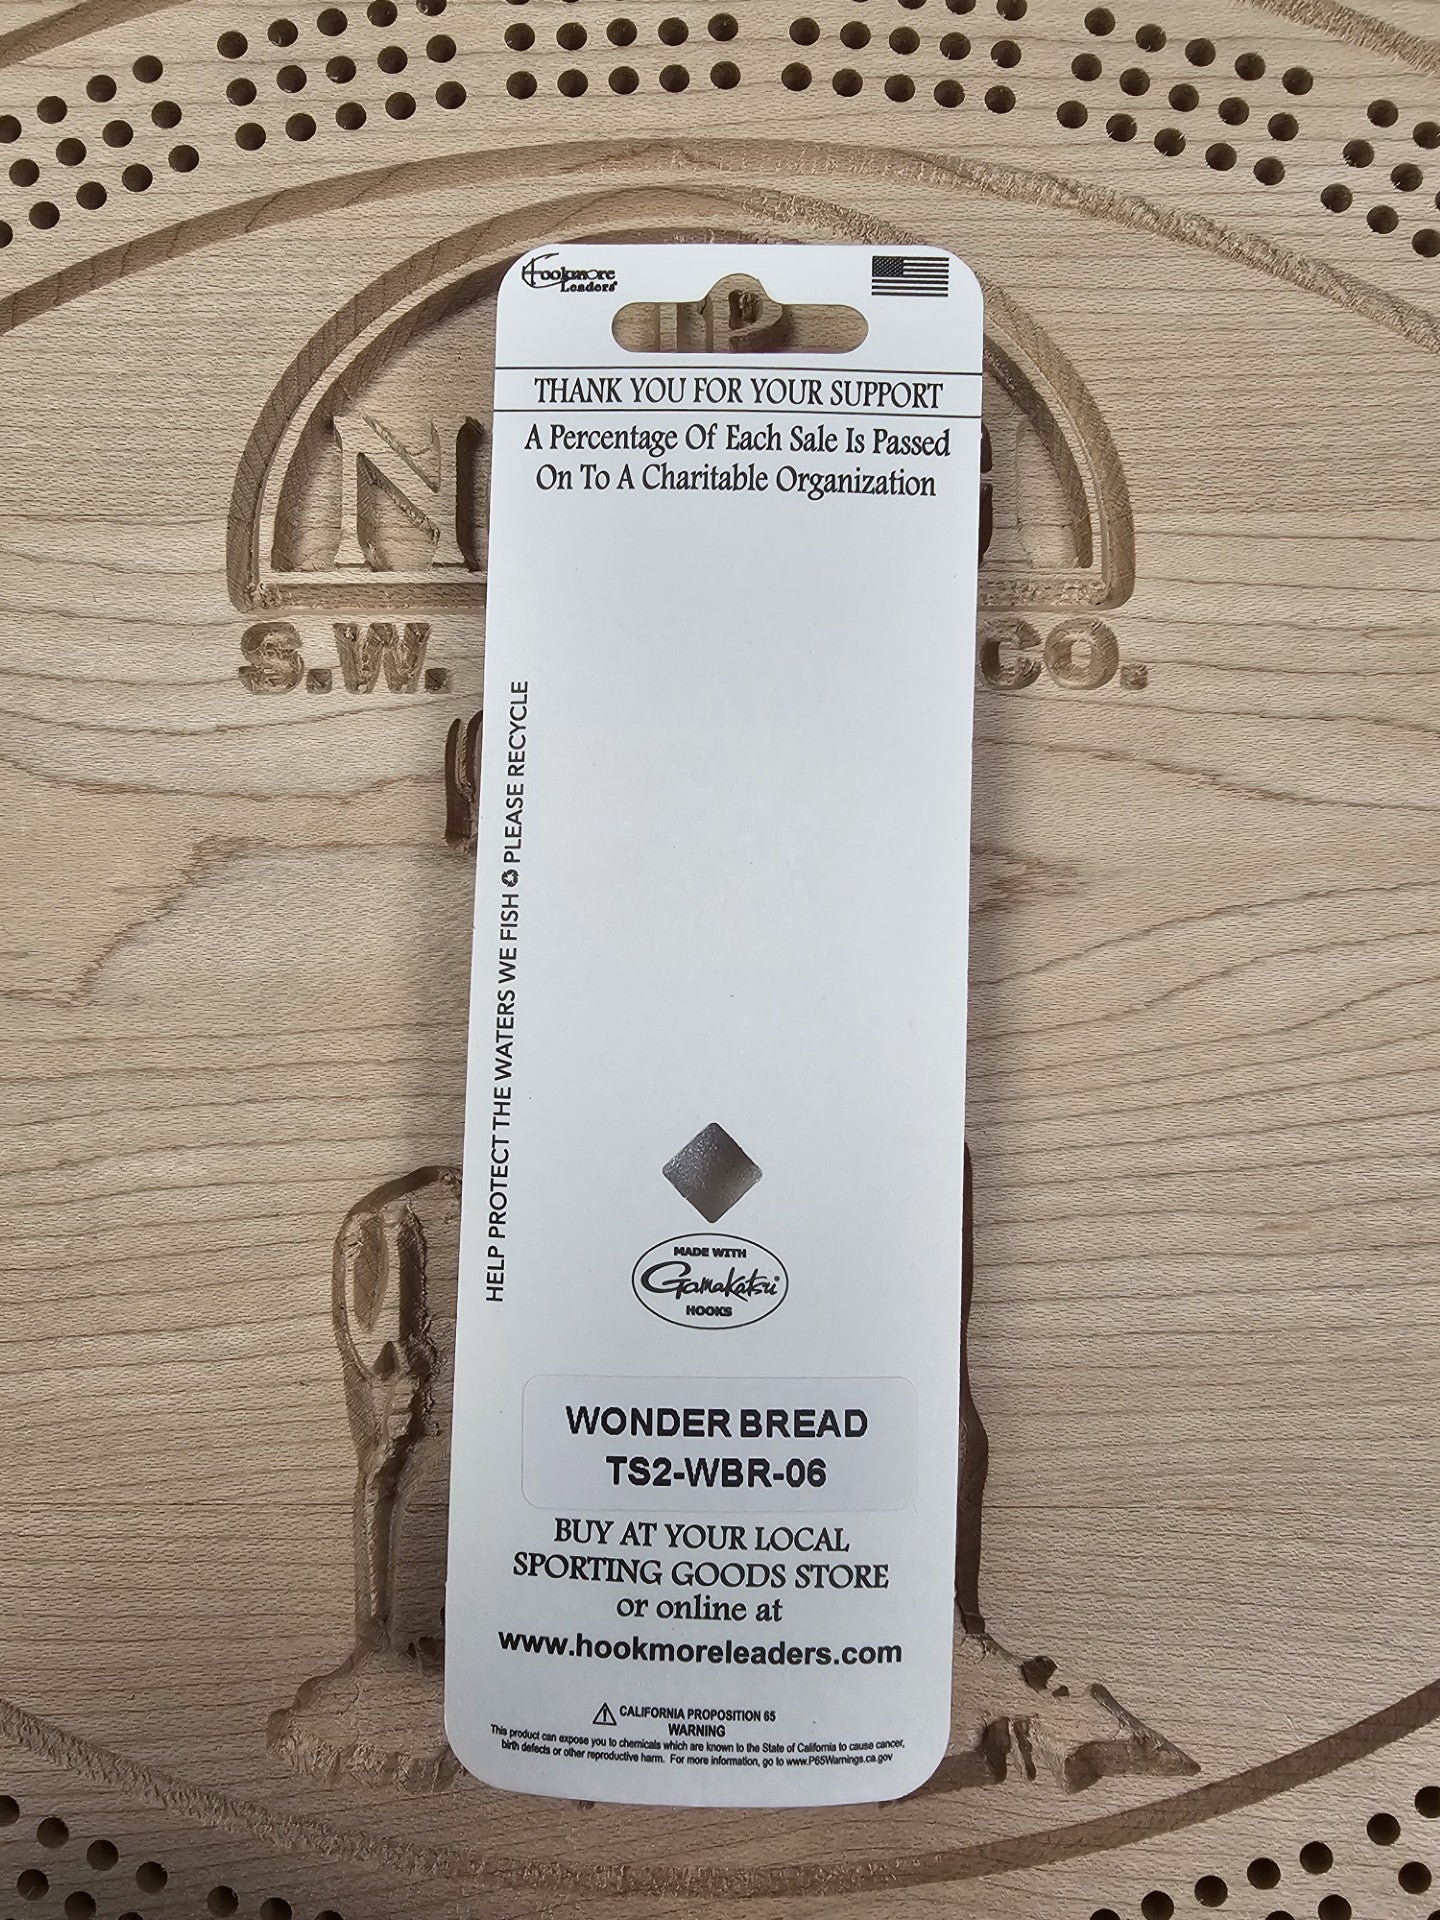 Hookmore
Leaders
THANK YOU FOR YOUR SUPPORT
A Percentage Of Each Sale Is Passed
On To A Charitable Organization
HELP PROTECT THE WATERS WE FISH ♻ PLEASE RECYCLE
MADE WITH
Gamakatsu
HOOKS
WONDER BREAD
TS2-WBR-06
BUY AT YOUR LOCAL
SPORTING GOODS STORE
or online at
www.hookmoreleaders.com
⚠ CALIFORNIA PROPOSITION 65
WARNING
This product can expose you to chemicals which are known to the State of California to cause cancer,
birth defects or other reproductive harm. For more information, go to www.P65Warnings.ca.gov
S.W. CO.